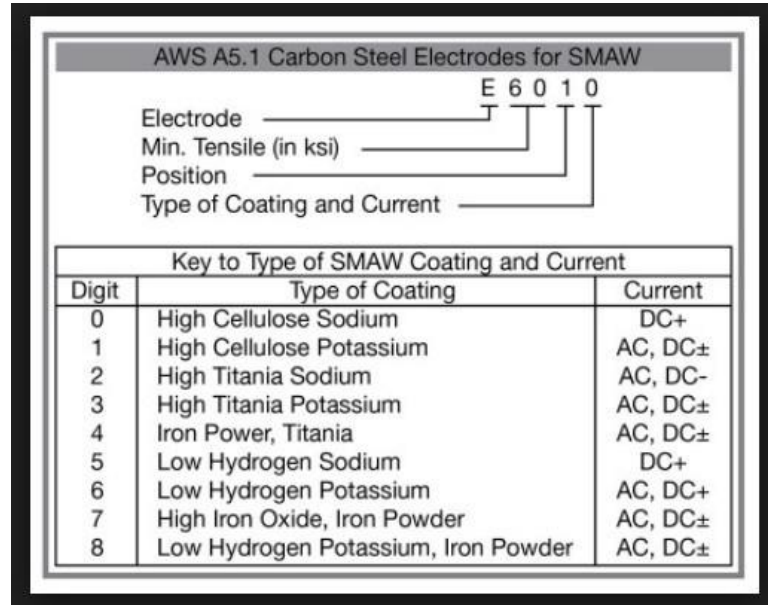 AWS A5.1 Carbon Steel Electrodes for SMAW
E 6 0 1 0
Electrode
Min. Tensile (in ksi)
Position
Type of Coating and Current
Key to Type of SMAW Coating and Current
Digit Type of Coating Current
0 High Cellulose Sodium DC+
1 High Cellulose Potassium AC, DC±
2 High Titania Sodium AC, DC-
3 High Titania Potassium AC, DC±
4 Iron Power, Titania AC, DC±
5 Low Hydrogen Sodium DC+
6 Low Hydrogen Potassium AC, DC+
7 High Iron Oxide, Iron Powder AC, DC±
8 Low Hydrogen Potassium, Iron Powder AC, DC±